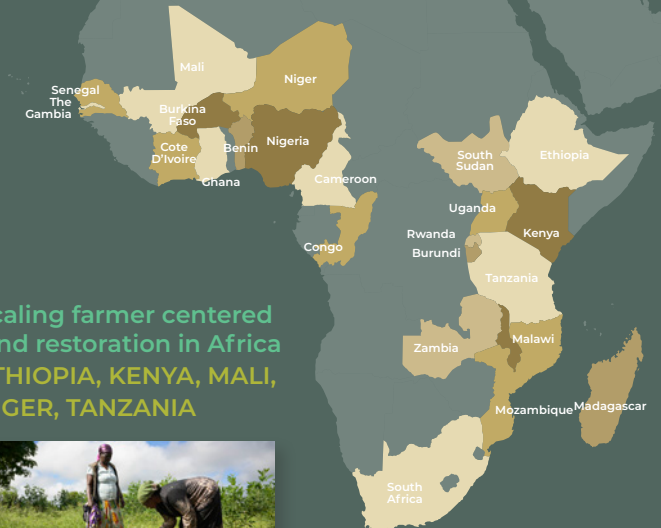 Mali
Niger
Senegal
The
Gambia
Burkina
Faso
Cote
D'Ivoire
Benin
Nigeria
Ghana
Cameroon
South
Sudan
Ethiopia
Uganda
Rwanda
Kenya
Congo
Burundi
Tanzania
Zambia
Malawi
Mozambique
Madagascar
South
Africa
caling farmer centered
nd restoration in Africa
THIOPIA, KENYA, MALI,
GER, TANZANIA